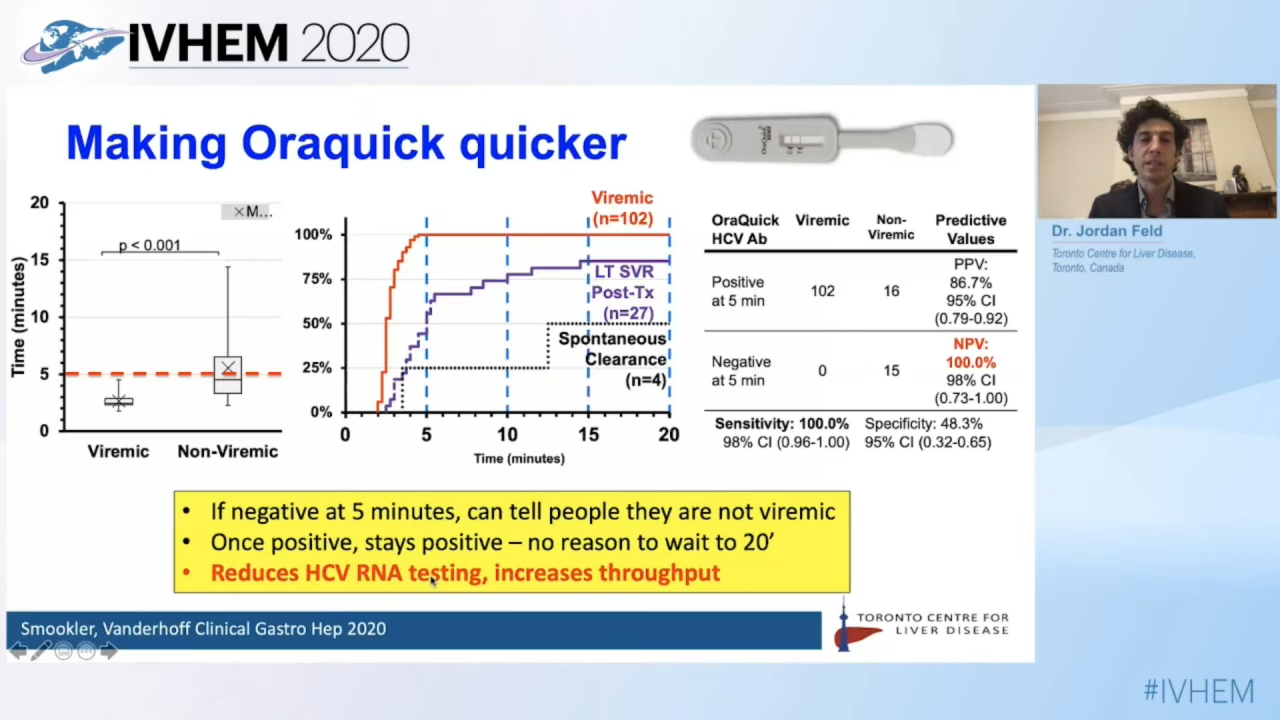 IVHEM 2020
Making Oraquick quicker
20
15
10
5
0
Time (minutes)
M...
p < 0.001
Viremic
Non-Viremic
100%
75%
50%
25%
0%
0
5
10
15
20
Time (minutes)
Viremic
(n=102)
LT SVR
Post-Tx
(n=27)
Spontaneous
Clearance
(n=4)
OraQuick
HCV Ab
Viremic
Non-
Viremic
Predictive
Values
Positive
at 5 min
102
16
PPV:
86.7%
95% CI
(0.79-0.92)
Negative
at 5 min
0
15
NPV:
100.0%
98% CI
(0.73-1.00)
Sensitivity: 100.0%
98% CI (0.96-1.00)
Specificity: 48.3%
95% CI (0.32-0.65)
• If negative at 5 minutes, can tell people they are not viremic
• Once positive, stays positive – no reason to wait to 20’
• Reduces HCV RNA testing, increases throughput
Smookler, Vanderhoff Clinical Gastro Hep 2020
TORONTO CENTRE FOR
LIVER DISEASE
Dr. Jordan Feld
Toronto Centre for Liver Disease,
Toronto, Canada
#IVHEM